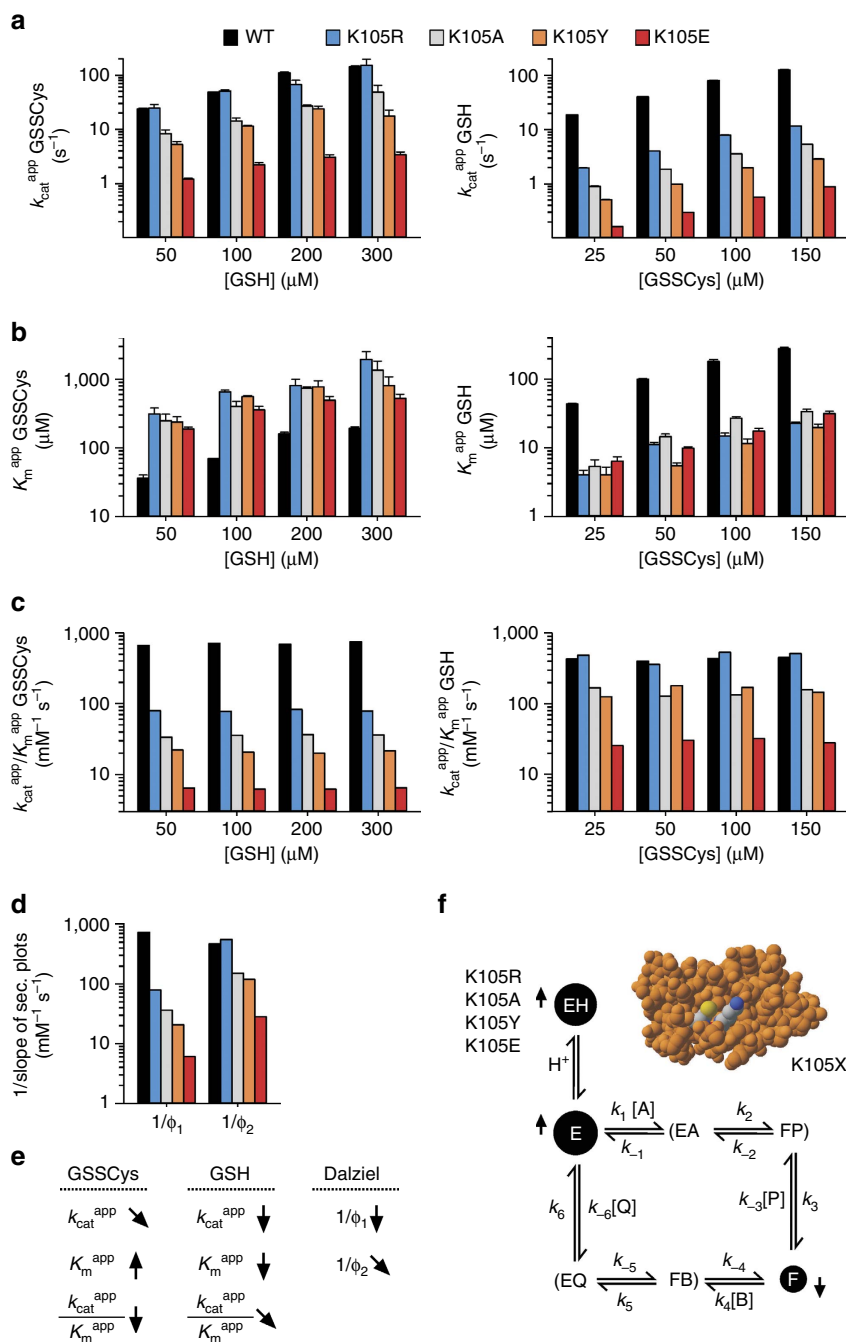 a
WT K105R K105A K105Y K105E
k_cat^app GSSCys (s⁻¹)
100
10
1
50 100 200 300
[GSH] (μM)
k_cat^app GSH (s⁻¹)
100
10
1
25 50 100 150
[GSSCys] (μM)
b
K_m^app GSSCys (μM)
1,000
100
10
50 100 200 300
[GSH] (μM)
K_m^app GSH (μM)
100
10
1
25 50 100 150
[GSSCys] (μM)
c
k_cat^app/K_m^app GSSCys (mM⁻¹ s⁻¹)
1,000
100
10
50 100 200 300
[GSH] (μM)
k_cat^app/K_m^app GSH (mM⁻¹ s⁻¹)
1,000
100
10
25 50 100 150
[GSSCys] (μM)
d
1/slope of sec. plots (mM⁻¹ s⁻¹)
1,000
100
10
1
1/ϕ₁ 1/ϕ₂
e
GSSCys GSH Dalziel
k_cat^app ↘ k_cat^app ↓ 1/ϕ₁ ↓
K_m^app ↑ K_m^app ↓ 1/ϕ₂ ↘
k_cat^app/K_m^app ↓ k_cat^app/K_m^app ↘
f
K105R
K105A
K105Y
K105E
EH
K105X
H⁺
k₁ [A] k₂
E (EA FP)
k₋₁ k₋₂
k₆ k₋₆[Q] k₋₃[P] k₃
k₋₅ k₋₄
(EQ FB) F
k₅ k₄[B]